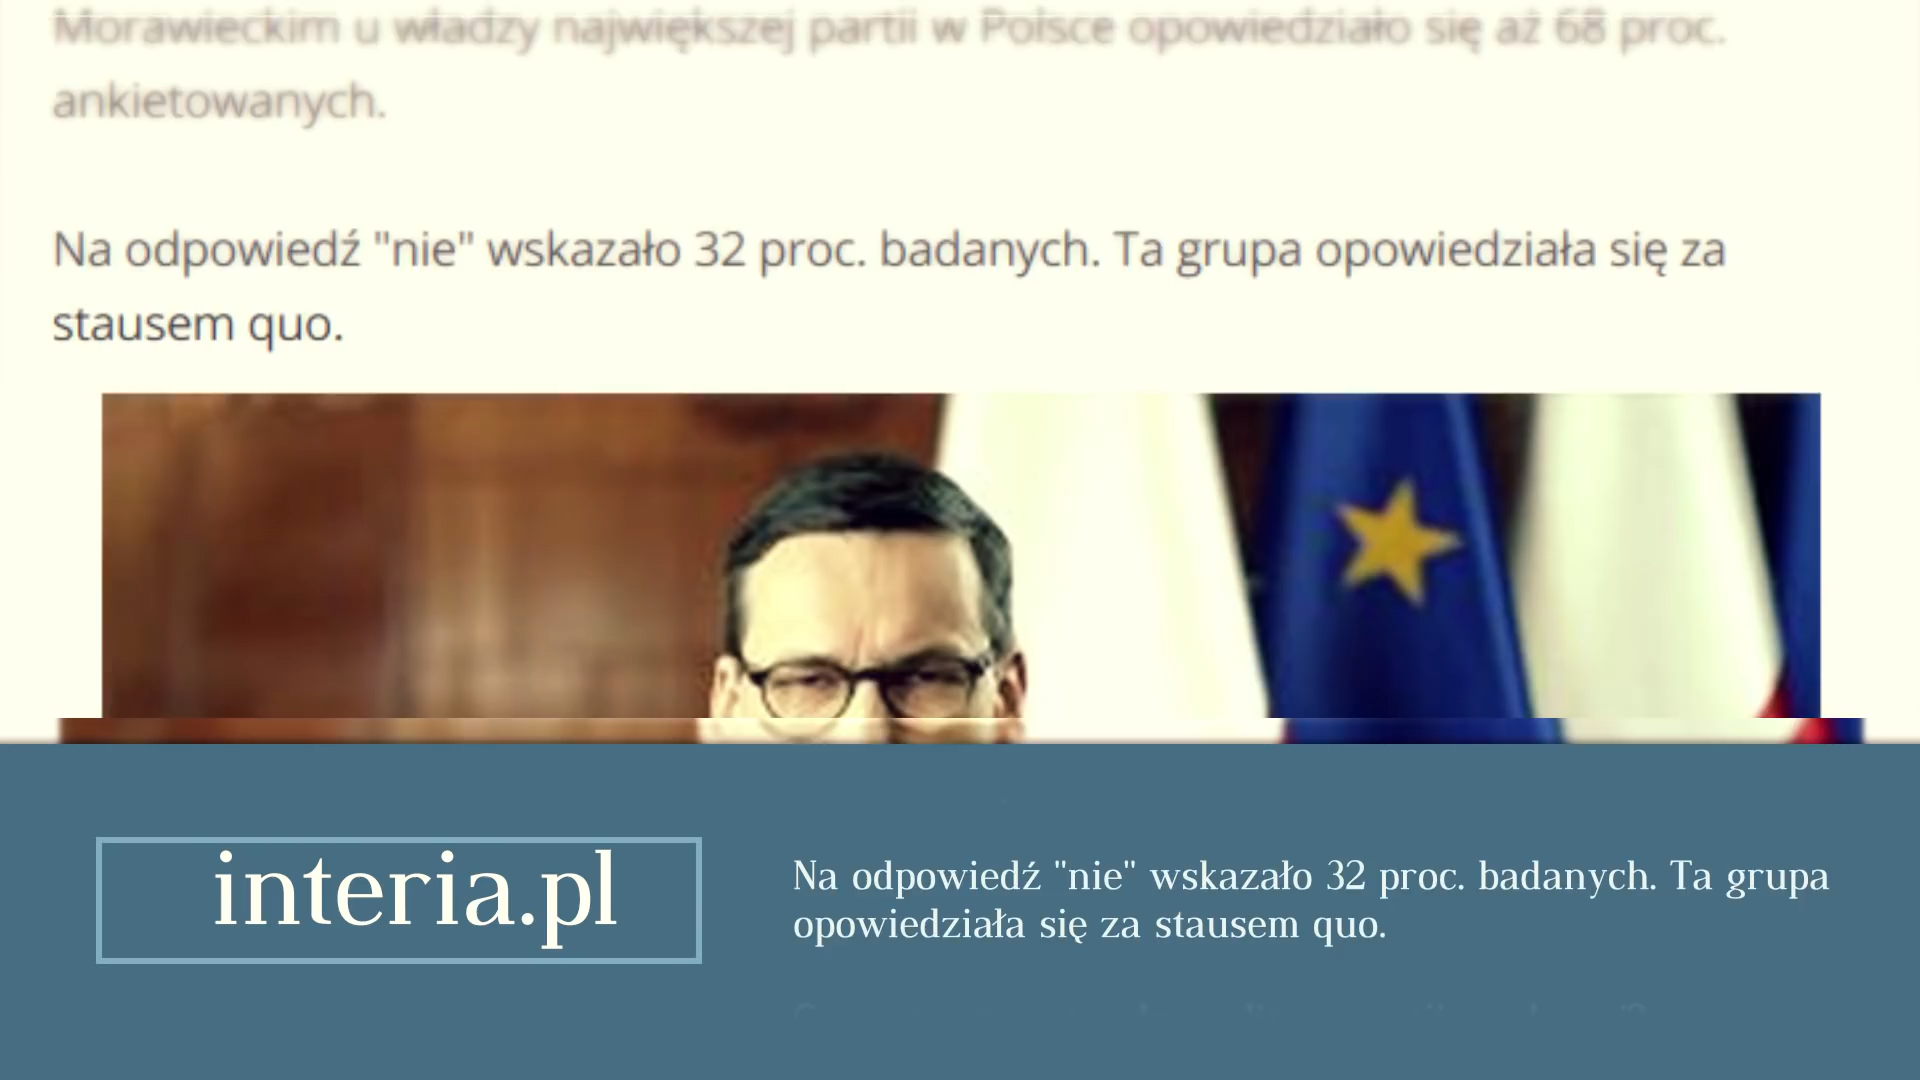 Morawieckim u władzy największej partii w Polsce opowiedziało się aż 68 proc.
ankietowanych.
Na odpowiedź "nie" wskazało 32 proc. badanych. Ta grupa opowiedziała się za
stausem quo.
interia.pl
Na odpowiedź "nie" wskazało 32 proc. badanych. Ta grupa
opowiedziała się za stausem quo.